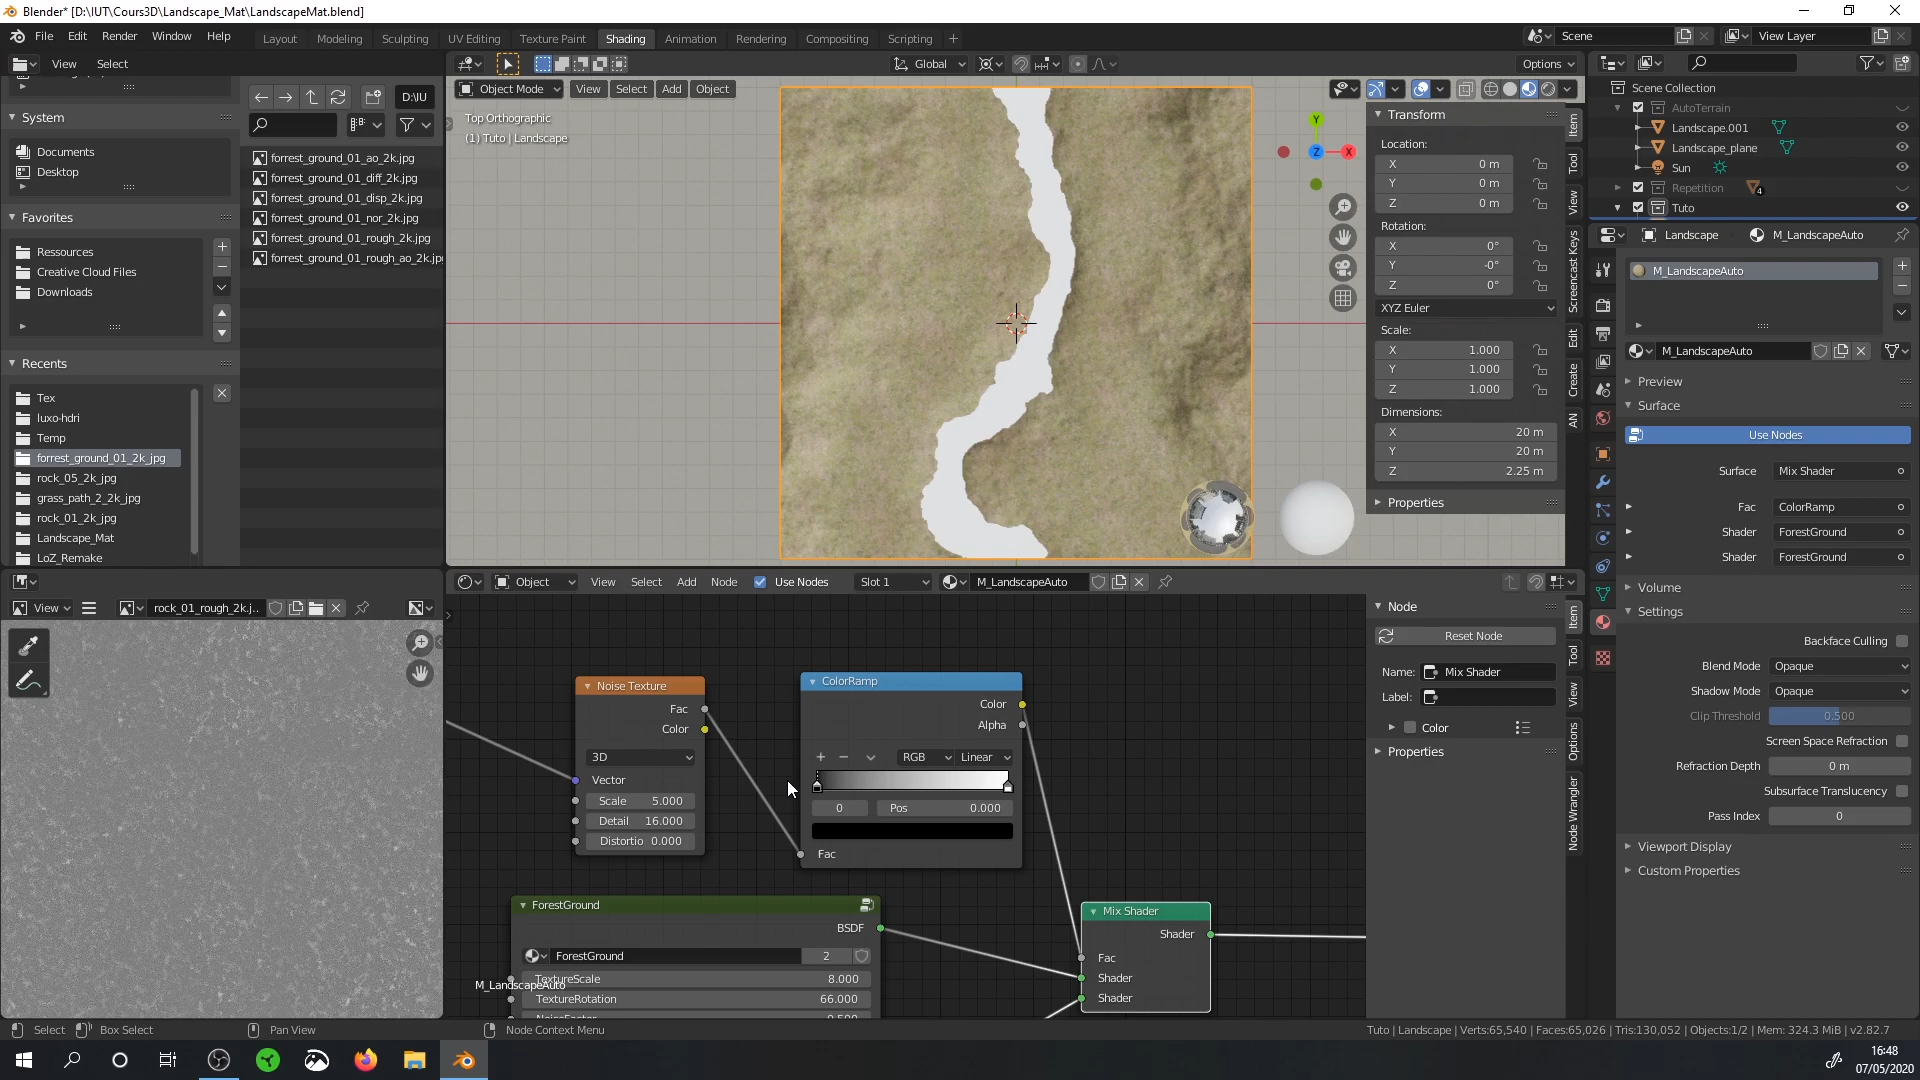 Blender* [D:\IUT\Cours3D\Landscape_Mat\LandscapeMat.blend]
File Edit Render Window Help Layout Modeling Sculpting UV Editing Texture Paint Shading Animation Rendering Compositing Scripting + Scene View Layer
View Select Global Options
D:\IU Object Mode View Select Add Object
System
Documents
Desktop
Favorites
Ressources
Creative Cloud Files
Downloads
Recents
Tex
luxo-hdri
Temp
forrest_ground_01_2k_jpg
rock_05_2k_jpg
grass_path_2_2k_jpg
rock_01_2k_jpg
Landscape_Mat
LoZ_Remake
forrest_ground_01_ao_2k.jpg
forrest_ground_01_diff_2k.jpg
forrest_ground_01_disp_2k.jpg
forrest_ground_01_nor_2k.jpg
forrest_ground_01_rough_2k.jpg
forrest_ground_01_rough_ao_2k.jp
Top Orthographic
(1) Tuto | Landscape
Y
Z X
Transform
Location:
X 0 m
Y 0 m
Z 0 m
Rotation:
X 0°
Y -0°
Z 0°
XYZ Euler
Scale:
X 1.000
Y 1.000
Z 1.000
Dimensions:
X 20 m
Y 20 m
Z 2.25 m
Properties
Item
Tool
View
Screencast Keys
Edit
Create
AN
Scene Collection
AutoTerrain
Landscape.001
Landscape_plane
Sun
Repetition 4
Tuto
Landscape M_LandscapeAuto
M_LandscapeAuto
M_LandscapeAuto
Preview
Surface
Use Nodes
Surface Mix Shader
Fac ColorRamp
Shader ForestGround
Shader ForestGround
Volume
Settings
Backface Culling
Blend Mode Opaque
Shadow Mode Opaque
Clip Threshold 0.500
Screen Space Refraction
Refraction Depth 0 m
Subsurface Translucency
Pass Index 0
Viewport Display
Custom Properties
View rock_01_rough_2k.j..
Object View Select Add Node Use Nodes Slot 1 M_LandscapeAuto
Noise Texture
Fac
Color
3D
Vector
Scale 5.000
Detail 16.000
Distortio 0.000
ColorRamp
Color
Alpha
+ − RGB Linear
0 Pos 0.000
Fac
ForestGround
BSDF
ForestGround 2
TextureScale 8.000
M_LandscapeAuto
TextureRotation 66.000
Mix Shader
Shader
Fac
Shader
Shader
Node
Reset Node
Name: Mix Shader
Label:
Color
Properties
Item
Tool
View
Options
Node Wrangler
Select Box Select Pan View Node Context Menu Tuto | Landscape | Verts:65,540 | Faces:65,026 | Tris:130,052 | Objects:1/2 | Mem: 324.3 MiB | v2.82.7
16:48
07/05/2020